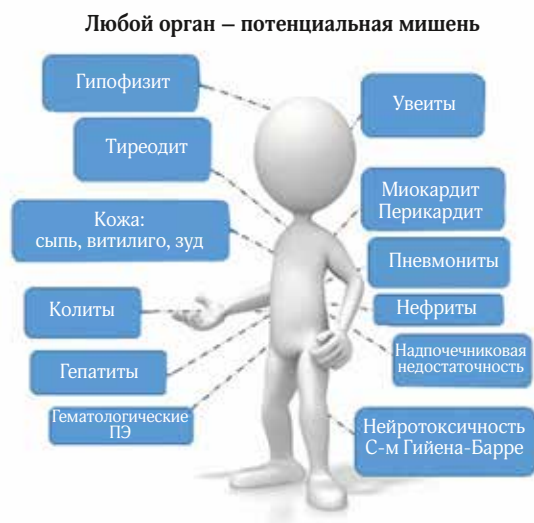 Любой орган – потенциальная мишень
Гипофизит
Тиреодит
Кожа:
сыпь, витилиго, зуд
Колиты
Гепатиты
Гематологические
ПЭ
Увеиты
Миокардит
Перикардит
Пневмониты
Нефриты
Надпочечниковая
недостаточность
Нейротоксичность
С-м Гийена-Барре